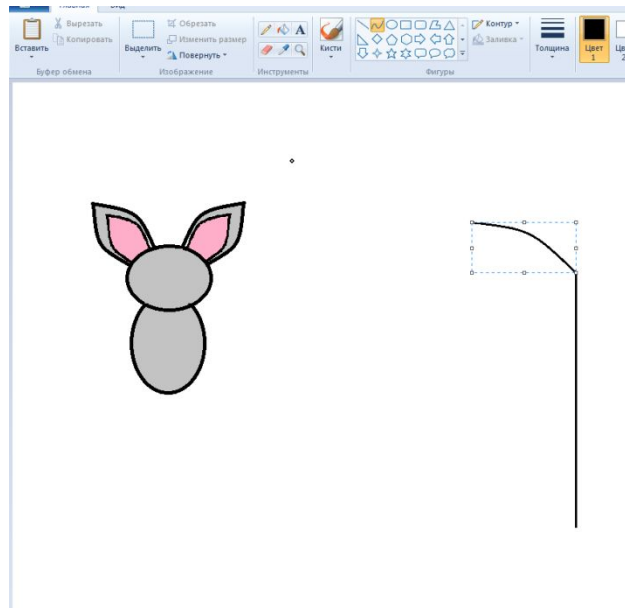 Вставить
Вырезать
Копировать
Буфер обмена
Выделить
Обрезать
Изменить размер
Повернуть
Изображение
A
Инструменты
Кисти
Контур
Заливка
Фигуры
Толщина
Цвет
1